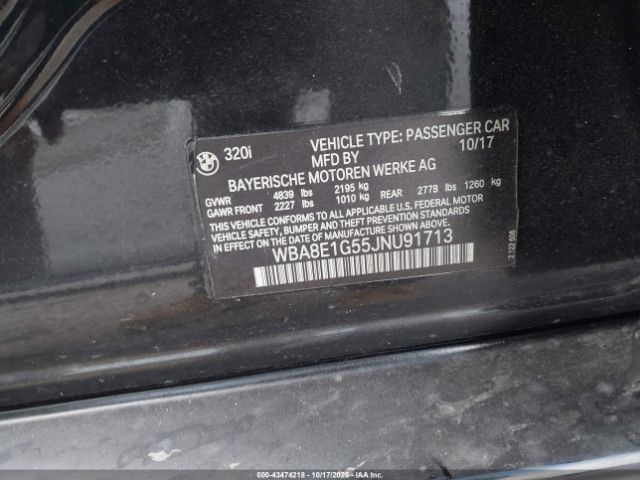 320i VEHICLE TYPE: PASSENGER CAR
MFD BY 10/17
BAYERISCHE MOTOREN WERKE AG
GVWR 4839 lbs 2195 kg
GAWR FRONT 2227 lbs 1010 kg REAR 2778 lbs 1260 kg
THIS VEHICLE CONFORMS TO ALL APPLICABLE U.S. FEDERAL MOTOR
VEHICLE SAFETY, BUMPER AND THEFT PREVENTION STANDARDS
IN EFFECT ON THE DATE OF MANUFACTURE SHOWN ABOVE.
WBA8E1G55JNU91713
00-43474218 - 10/17/2025 - IAA Inc.